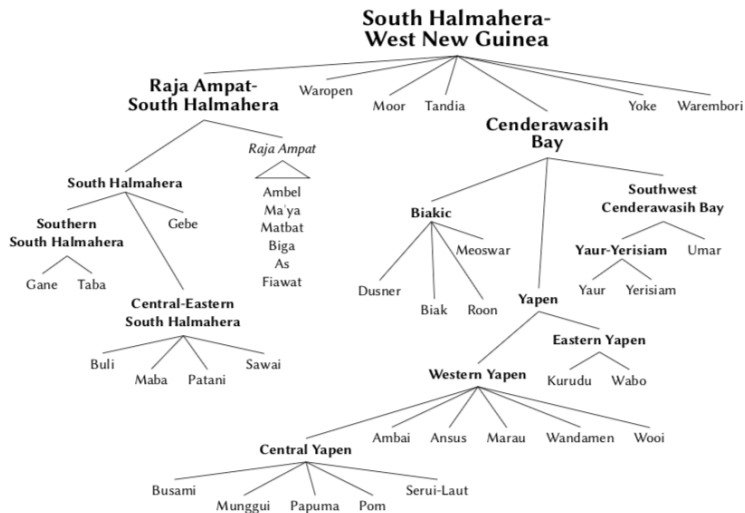 South Halmahera-
West New Guinea
Raja Ampat-
South Halmahera
Waropen
Moor
Tandia
Yoke
Warembori
Cenderawasih
Bay
Raja Ampat
South Halmahera
Ambel
Ma'ya
Matbat
Biga
As
Fiawat
Southwest
Cenderawasih Bay
Biakic
Southern
South Halmahera
Gebe
Meoswar
Yaur-Yerisiam
Umar
Gane
Taba
Dusner
Biak
Roon
Yaur
Yerisiam
Central-Eastern
South Halmahera
Yapen
Eastern Yapen
Buli
Maba
Patani
Sawai
Western Yapen
Kurudu
Wabo
Central Yapen
Ambai
Ansus
Marau
Wandamen
Wooi
Busami
Munggui
Papuma
Pom
Serui-Laut